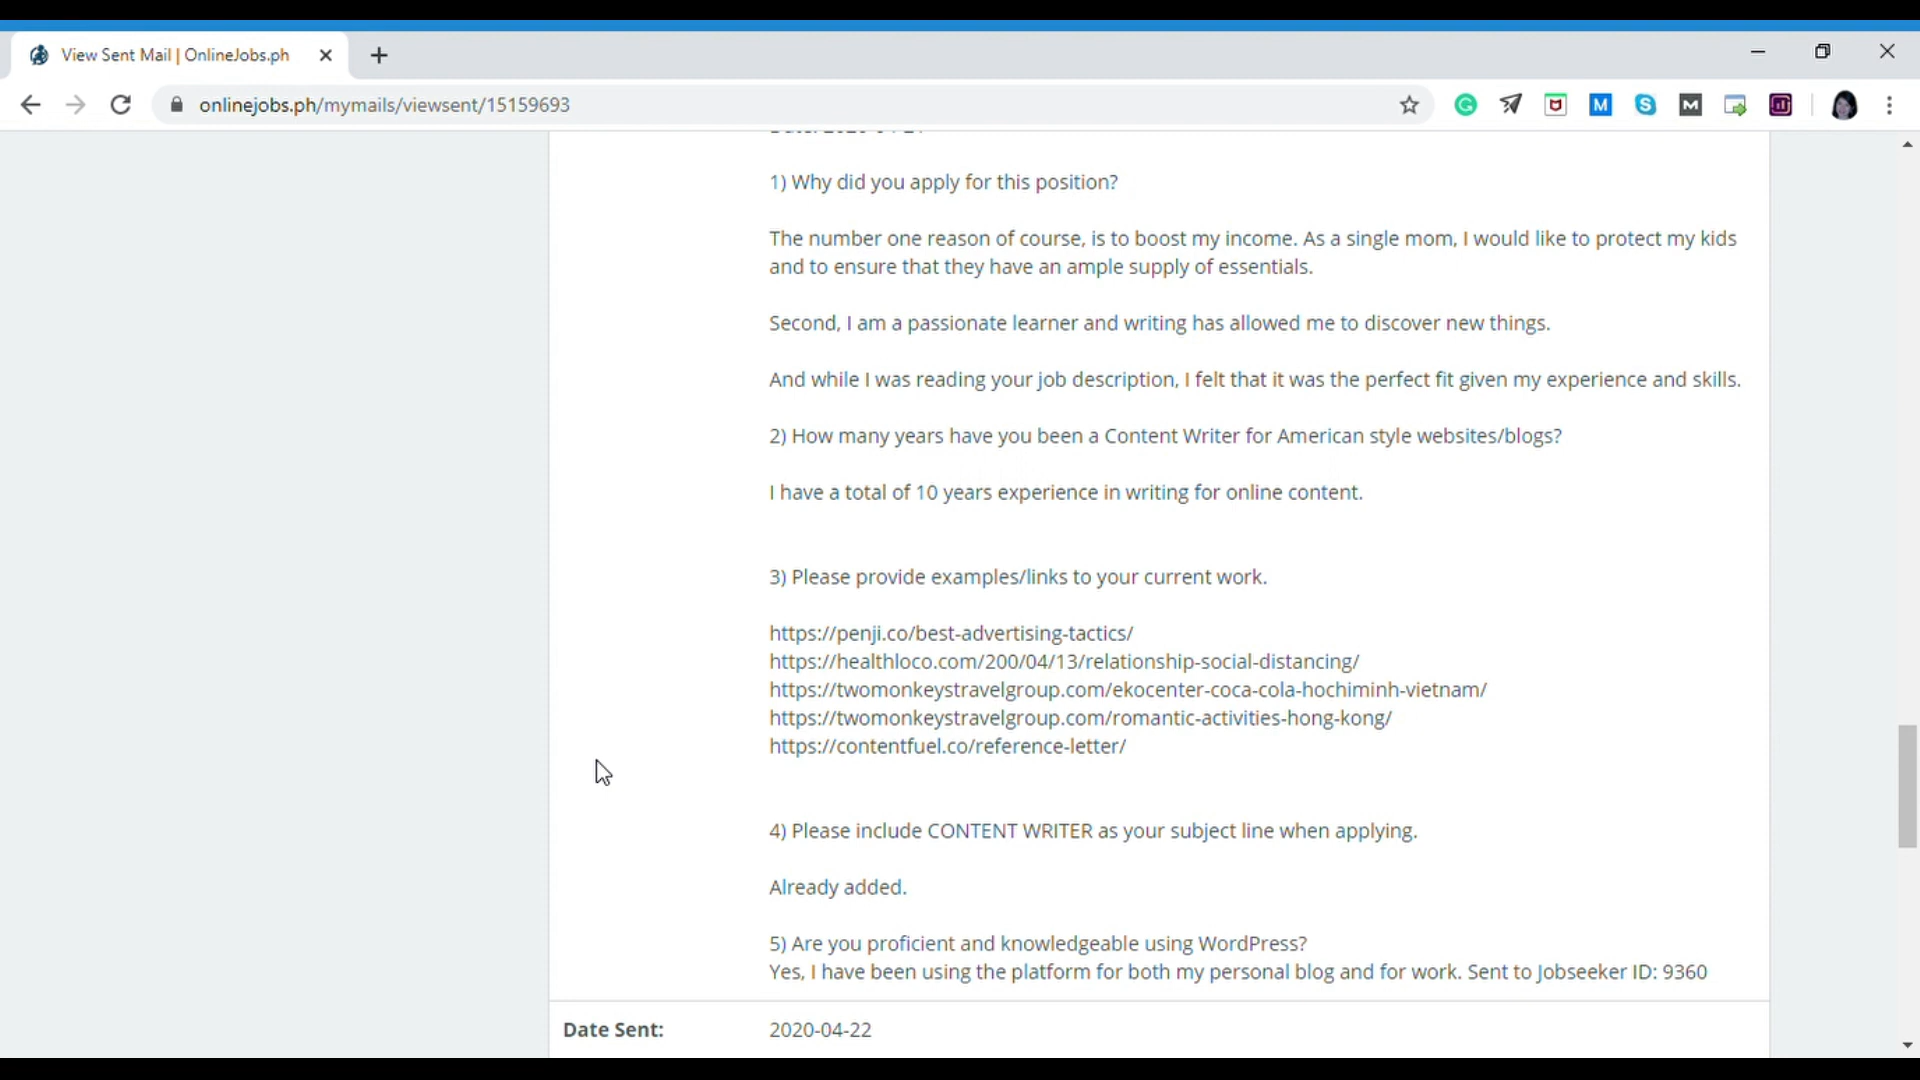 View Sent Mail | OnlineJobs.ph
onlinejobs.ph/mymails/viewsent/15159693
1) Why did you apply for this position?
The number one reason of course, is to boost my income. As a single mom, I would like to protect my kids
and to ensure that they have an ample supply of essentials.
Second, I am a passionate learner and writing has allowed me to discover new things.
And while I was reading your job description, I felt that it was the perfect fit given my experience and skills.
2) How many years have you been a Content Writer for American style websites/blogs?
I have a total of 10 years experience in writing for online content.
3) Please provide examples/links to your current work.
https://penji.co/best-advertising-tactics/
https://healthloco.com/200/04/13/relationship-social-distancing/
https://twomonkeystravelgroup.com/ekocenter-coca-cola-hochiminh-vietnam/
https://twomonkeystravelgroup.com/romantic-activities-hong-kong/
https://contentfuel.co/reference-letter/
4) Please include CONTENT WRITER as your subject line when applying.
Already added.
5) Are you proficient and knowledgeable using WordPress?
Yes, I have been using the platform for both my personal blog and for work. Sent to Jobseeker ID: 9360
Date Sent: 2020-04-22